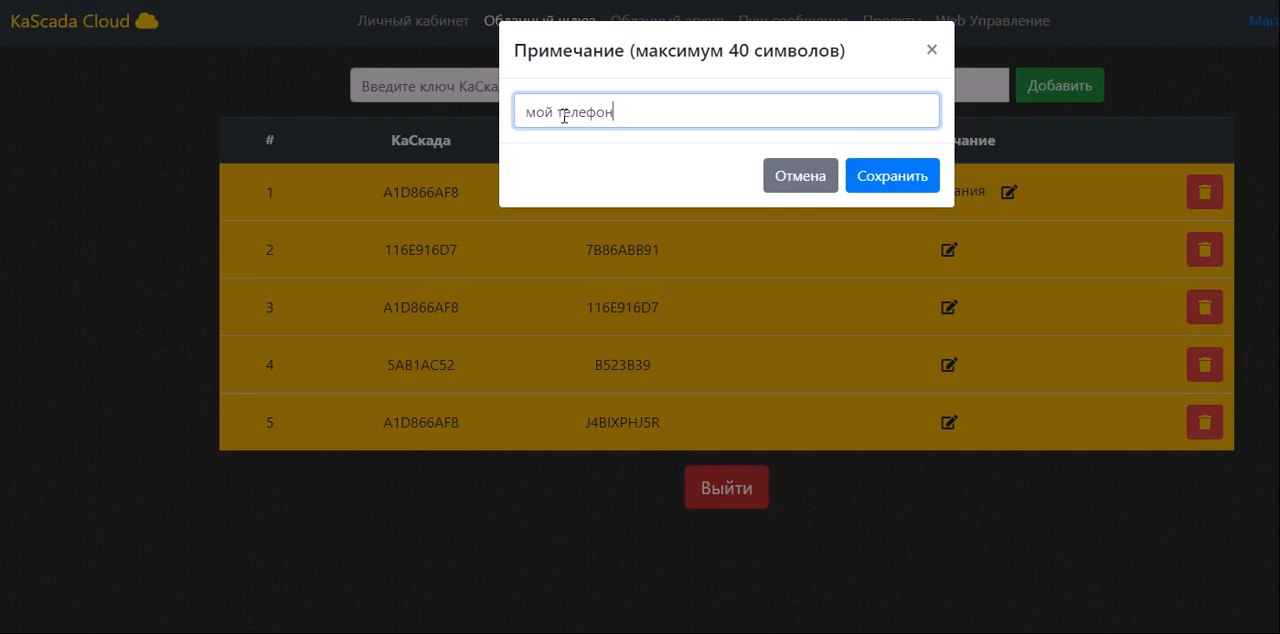 KaScada Cloud
Личный кабинет Облачный шлюз Облачный архив Пуш сообщения Проекты Web Управление
Примечание (максимум 40 символов) ×
Введите ключ КаСка
Добавить
мой телефон
# КаСкада чание
Отмена Сохранить
1 A1D866AF8 ания
2 116E916D7 7B86ABB91
3 A1D866AF8 116E916D7
4 5AB1AC52 B523B39
5 A1D866AF8 J4BIXPHJ5R
Выйти